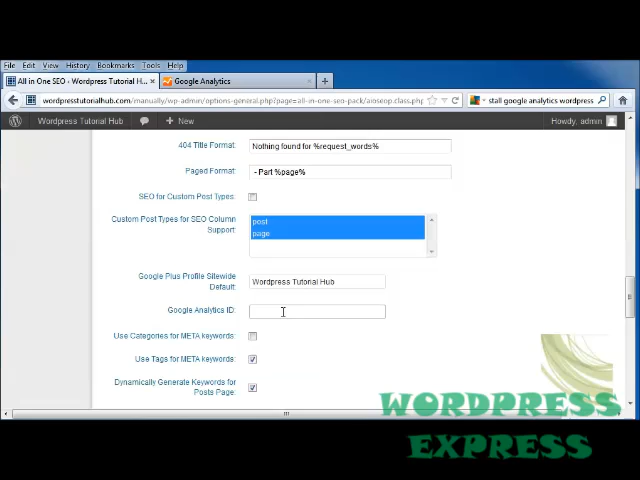 File Edit View History Bookmarks Tools Help
All in One SEO ‹ Wordpress Tutorial H... × Google Analytics × +
wordpresstutorialhub.com/manually/wp-admin/options-general.php?page=all-in-one-seo-pack/aioseop.class.php stall google analytics wordpress
Wordpress Tutorial Hub + New Howdy, admin
404 Title Format: Nothing found for %request_words%
Paged Format: - Part %page%
SEO for Custom Post Types:
Custom Post Types for SEO Column
Support:
post
page
Google Plus Profile Sitewide
Default: Wordpress Tutorial Hub
Google Analytics ID:
Use Categories for META keywords:
Use Tags for META keywords:
Dynamically Generate Keywords for
Posts Page:
WORDPRESS
EXPRESS